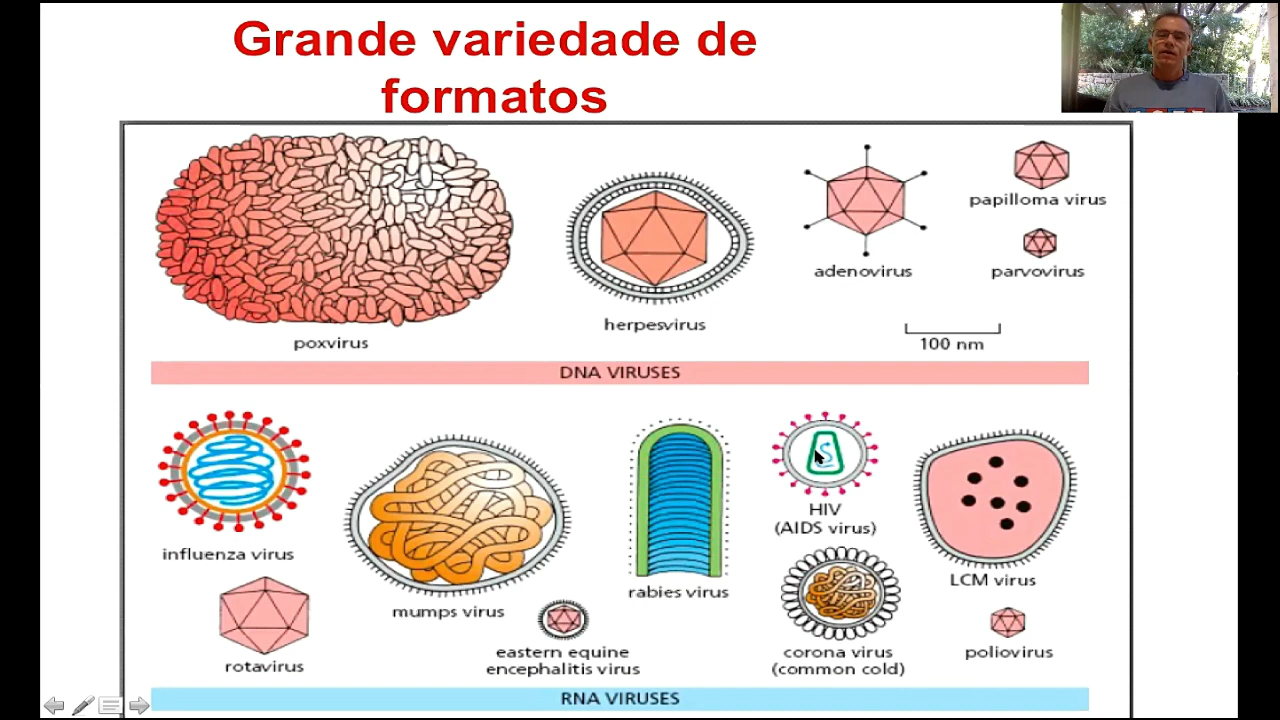 Grande variedade de
formatos
papilloma virus
adenovirus
parvovirus
herpesvirus
poxvirus
100 nm
DNA VIRUSES
HIV
(AIDS virus)
influenza virus
LCM virus
rabies virus
mumps virus
eastern equine
encephalitis virus
corona virus
(common cold)
poliovirus
rotavirus
RNA VIRUSES